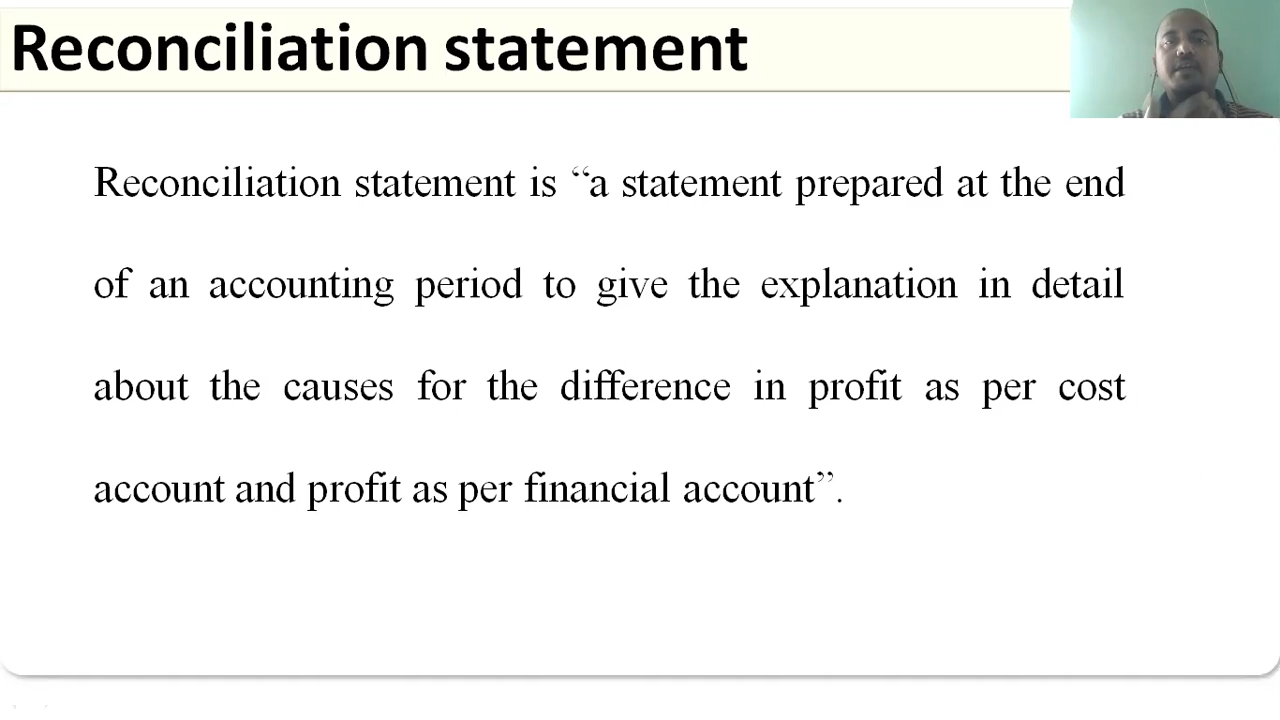 Reconciliation statement
Reconciliation statement is “a statement prepared at the end
of an accounting period to give the explanation in detail
about the causes for the difference in profit as per cost
account and profit as per financial account”.